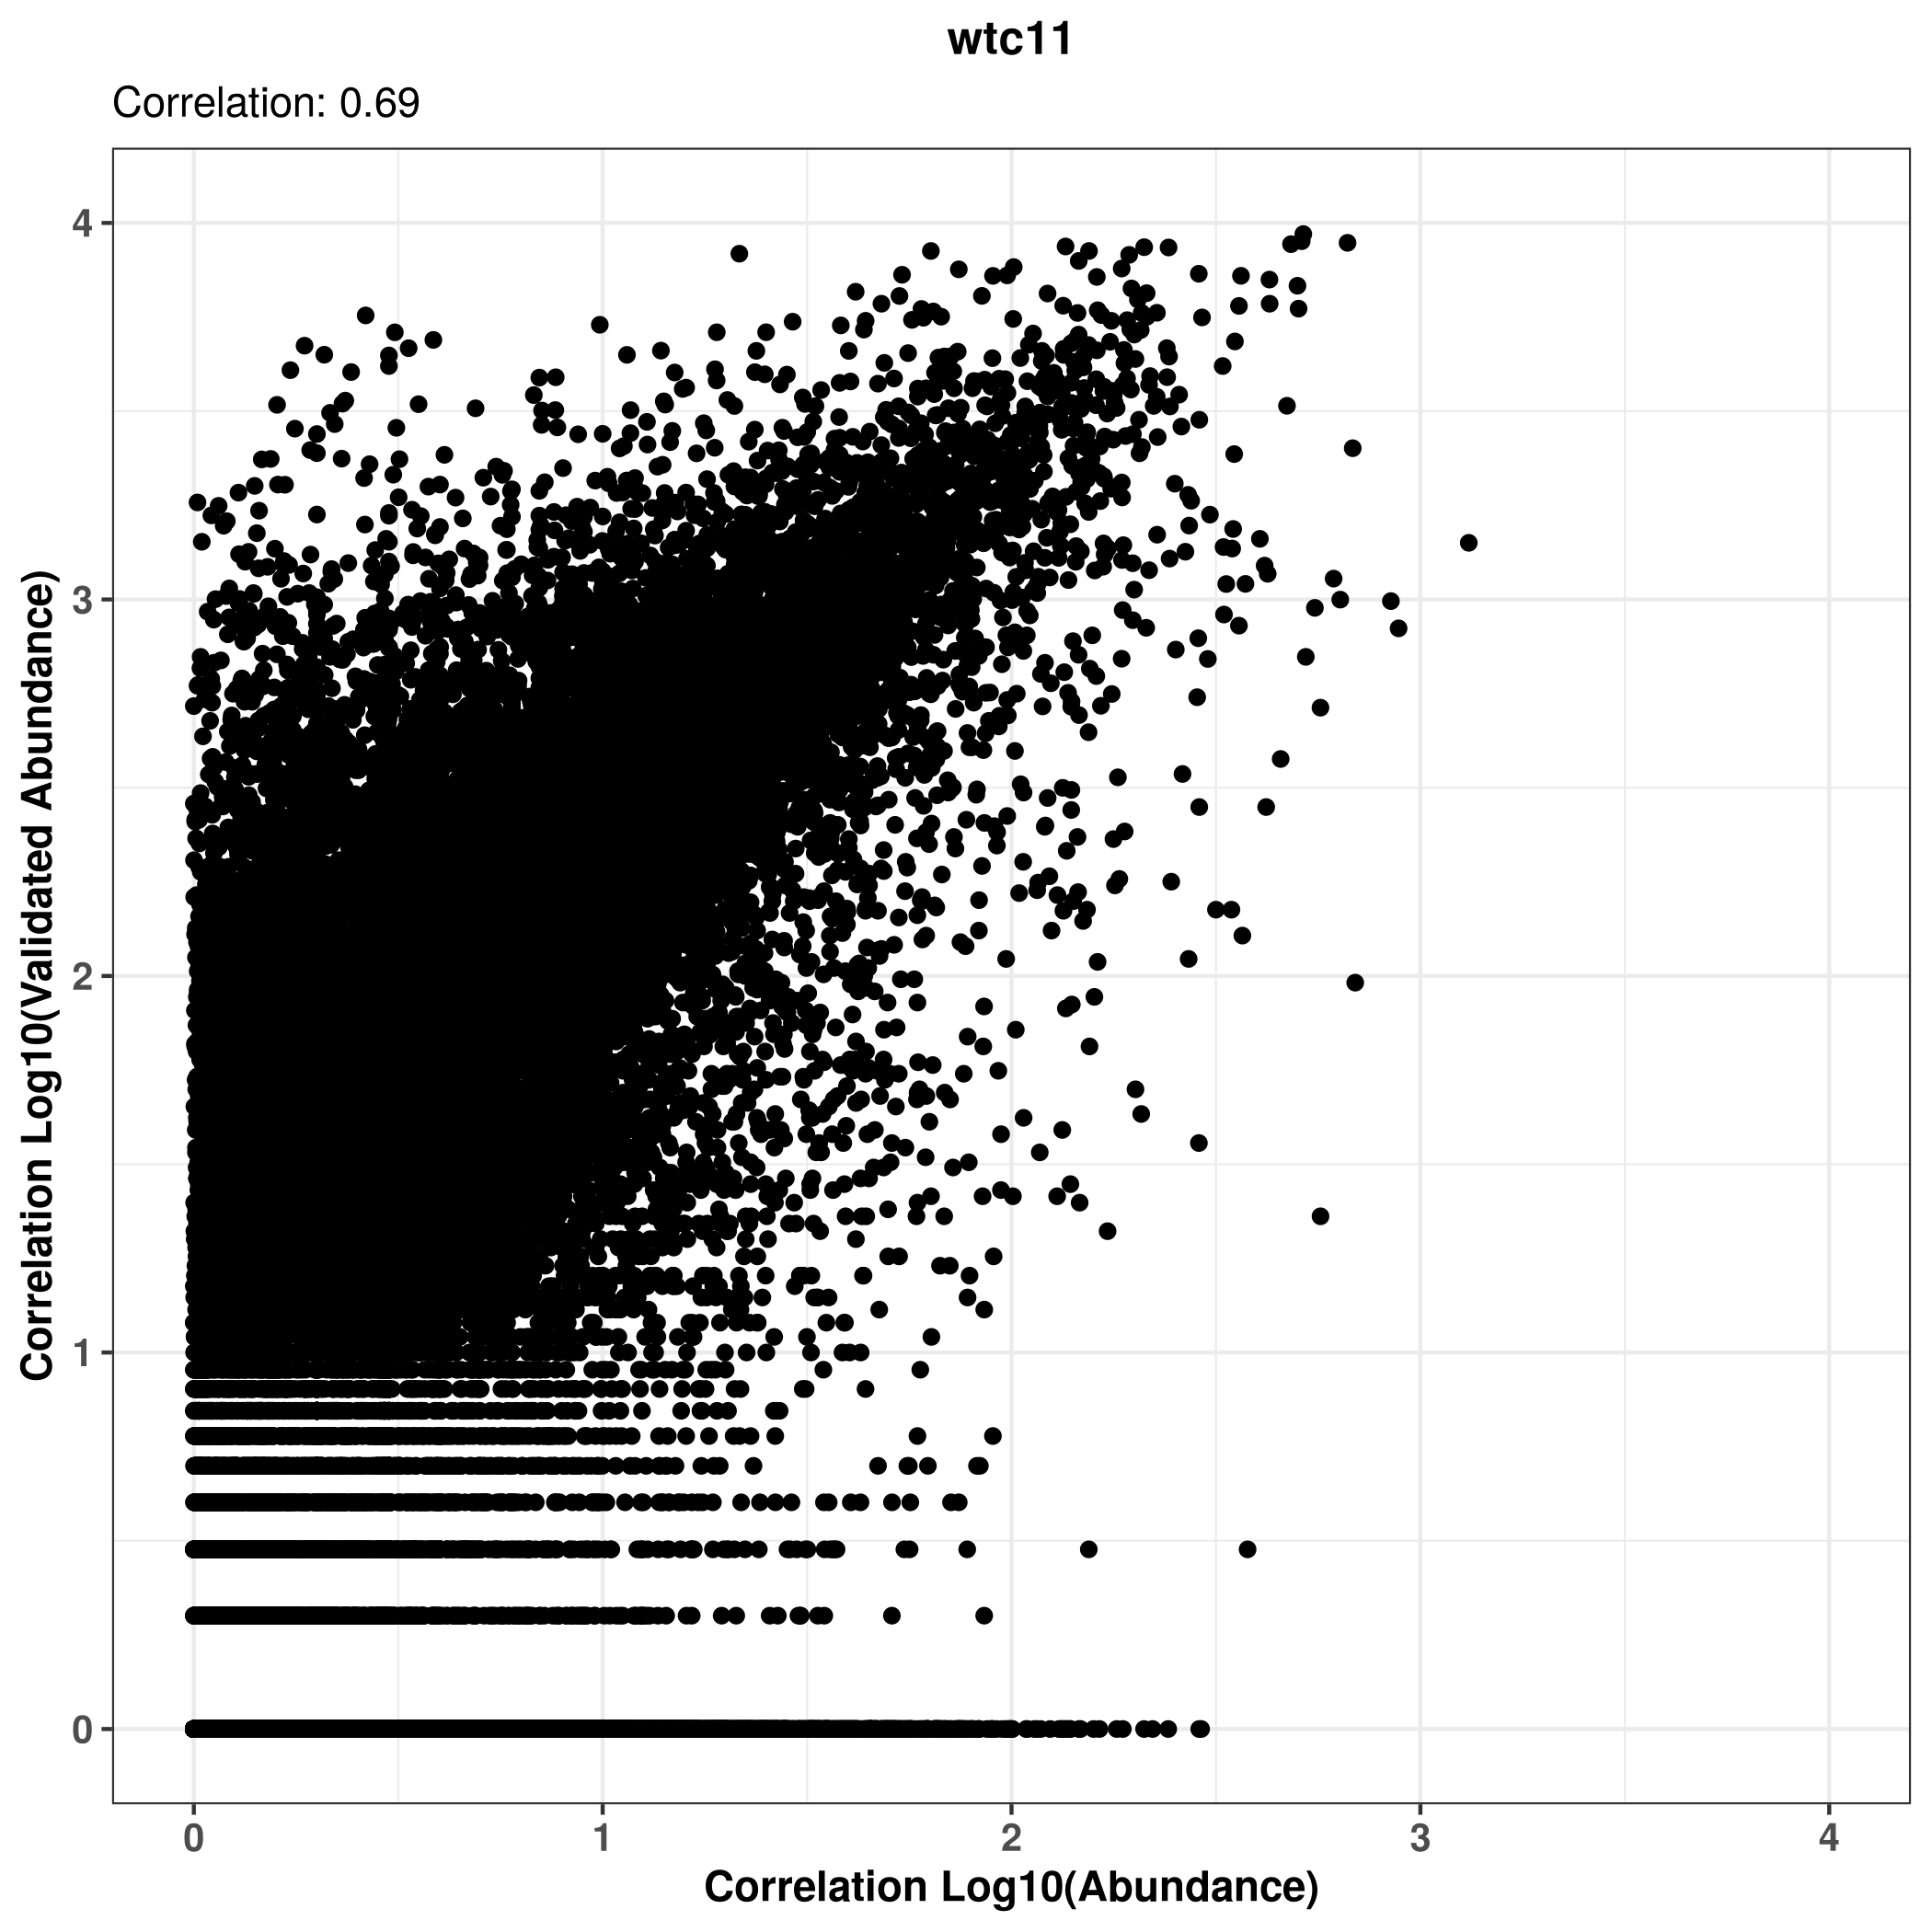 wtc11
Correlation: 0.69
Correlation Log10(Validated Abundance)
4
3
2
1
0
0 1 2 3 4
Correlation Log10(Abundance)